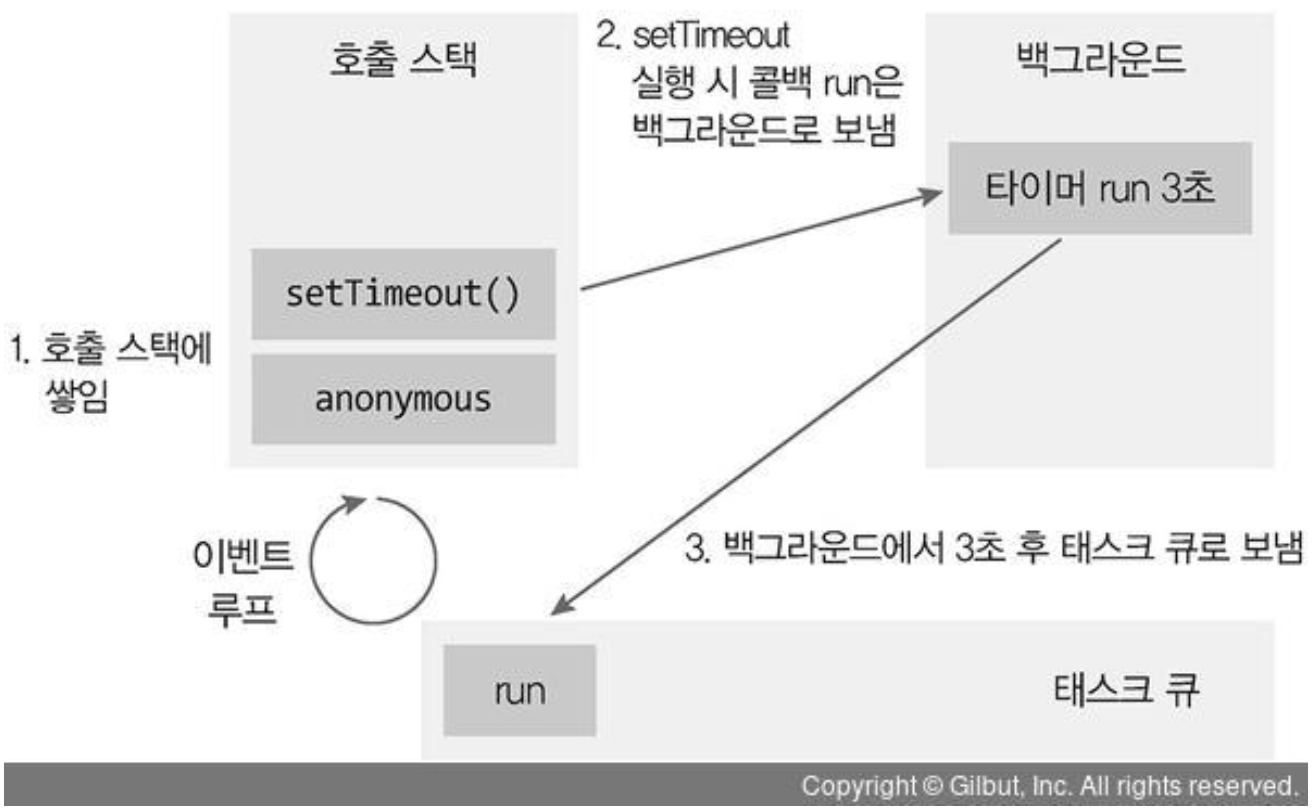 호출 스택
2. setTimeout
실행 시 콜백 run은
백그라운드로 보냄
백그라운드
타이머 run 3초
setTimeout()
1. 호출 스택에
쌓임
anonymous
이벤트
루프
3. 백그라운드에서 3초 후 태스크 큐로 보냄
run
태스크 큐
Copyright © Gilbut, Inc. All rights reserved.